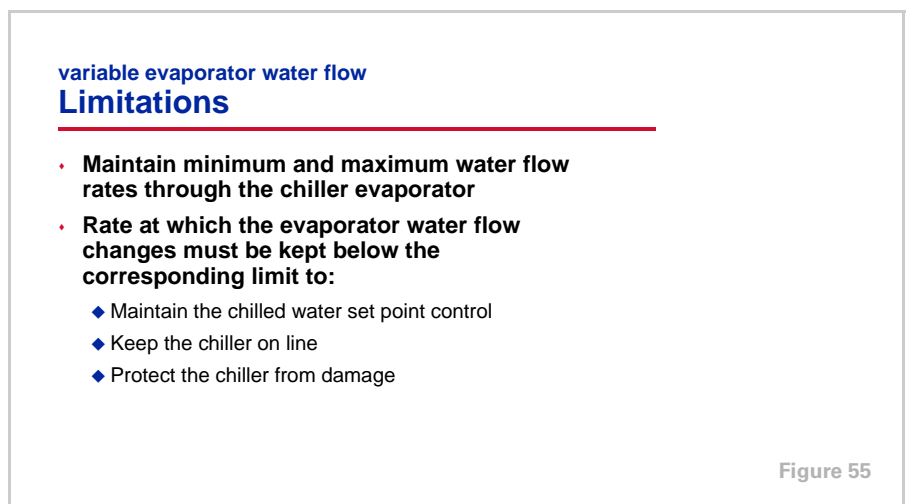 variable evaporator water flow
Limitations
Maintain minimum and maximum water flow
rates through the chiller evaporator
Rate at which the evaporator water flow
changes must be kept below the
corresponding limit to:
Maintain the chilled water set point control
Keep the chiller on line
Protect the chiller from damage
Figure 55